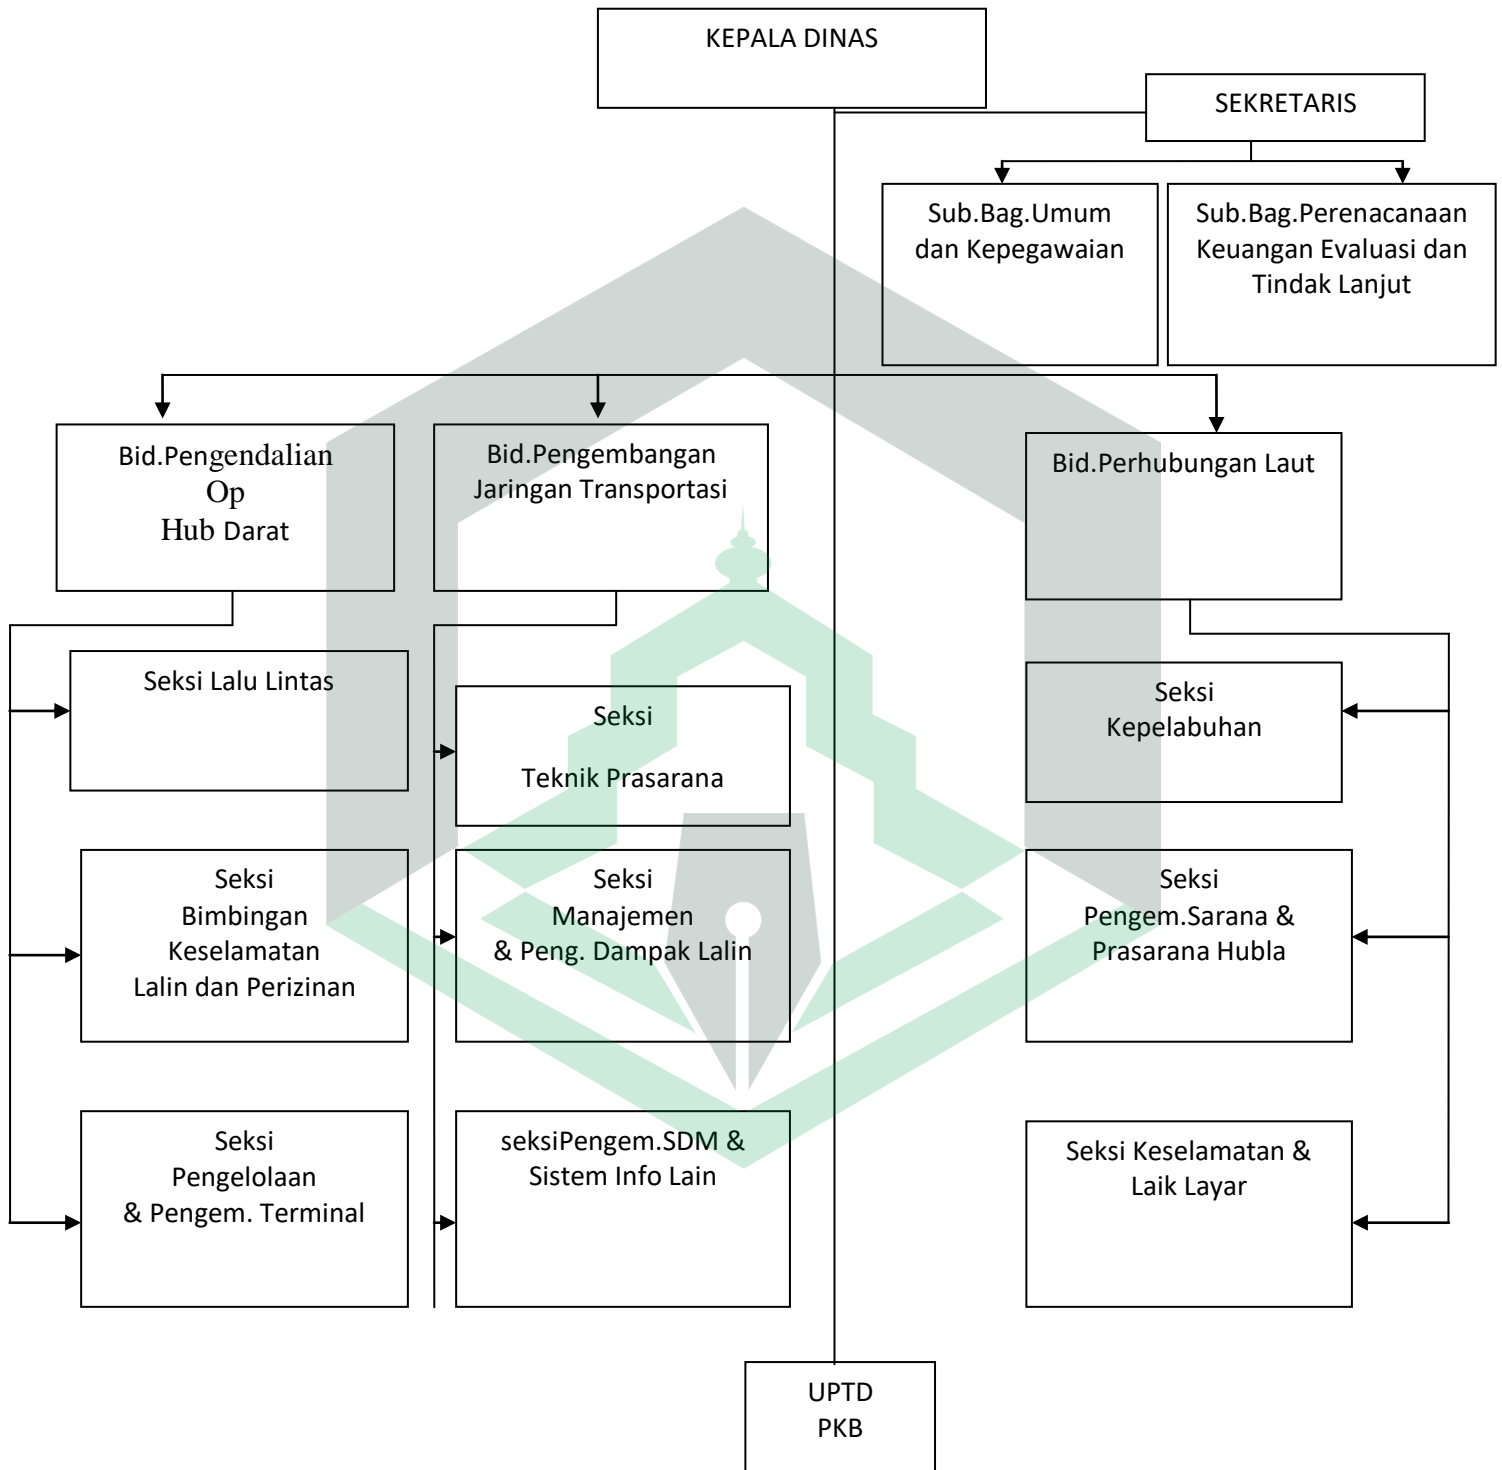 KEPALA DINAS
SEKRETARIS
Sub.Bag.Umum
dan Kepegawaian
Sub.Bag.Perenacanaan
Keuangan Evaluasi dan
Tindak Lanjut
Bid.Pengendalian
Op
Hub Darat
Bid.Pengembangan
Jaringan Transportasi
Bid.Perhubungan Laut
Seksi Lalu Lintas
Seksi
Teknik Prasarana
Seksi
Kepelabuhan
Seksi
Bimbingan
Keselamatan
Lalin dan Perizinan
Seksi
Manajemen
& Peng. Dampak Lalin
Seksi
Pengem.Sarana &
Prasarana Hubla
Seksi
Pengelolaan
& Pengem. Terminal
seksiPengem.SDM &
Sistem Info Lain
Seksi Keselamatan &
Laik Layar
UPTD
PKB